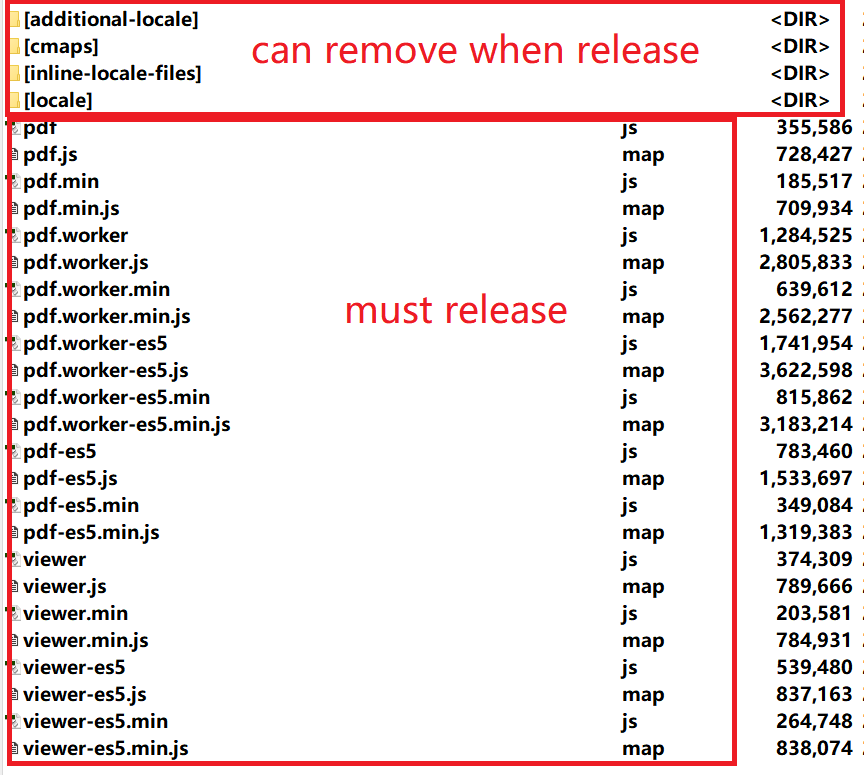 [additional-locale] <DIR>
[cmaps] <DIR>
can remove when release
[inline-locale-files] <DIR>
[locale] <DIR>
pdf js 355,586
pdf.js map 728,427
pdf.min js 185,517
pdf.min.js map 709,934
pdf.worker js 1,284,525
pdf.worker.js map 2,805,833
pdf.worker.min js 639,612
must release
pdf.worker.min.js map 2,562,277
pdf.worker-es5 js 1,741,954
pdf.worker-es5.js map 3,622,598
pdf.worker-es5.min js 815,862
pdf.worker-es5.min.js map 3,183,214
pdf-es5 js 783,460
pdf-es5.js map 1,533,697
pdf-es5.min js 349,084
pdf-es5.min.js map 1,319,383
viewer js 374,309
viewer.js map 789,666
viewer.min js 203,581
viewer.min.js map 784,931
viewer-es5 js 539,480
viewer-es5.js map 837,163
viewer-es5.min js 264,748
viewer-es5.min.js map 838,074